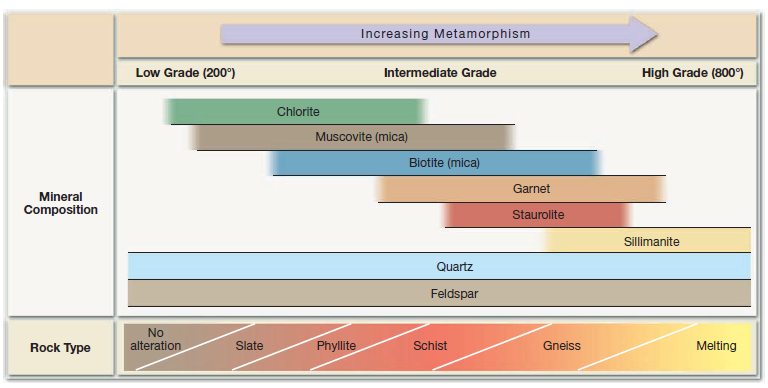 Increasing Metamorphism
Low Grade (200°) Intermediate Grade High Grade (800°)
Mineral
Composition
Chlorite
Muscovite (mica)
Biotite (mica)
Garnet
Staurolite
Sillimanite
Quartz
Feldspar
Rock Type
No
alteration Slate Phyllite Schist Gneiss Melting